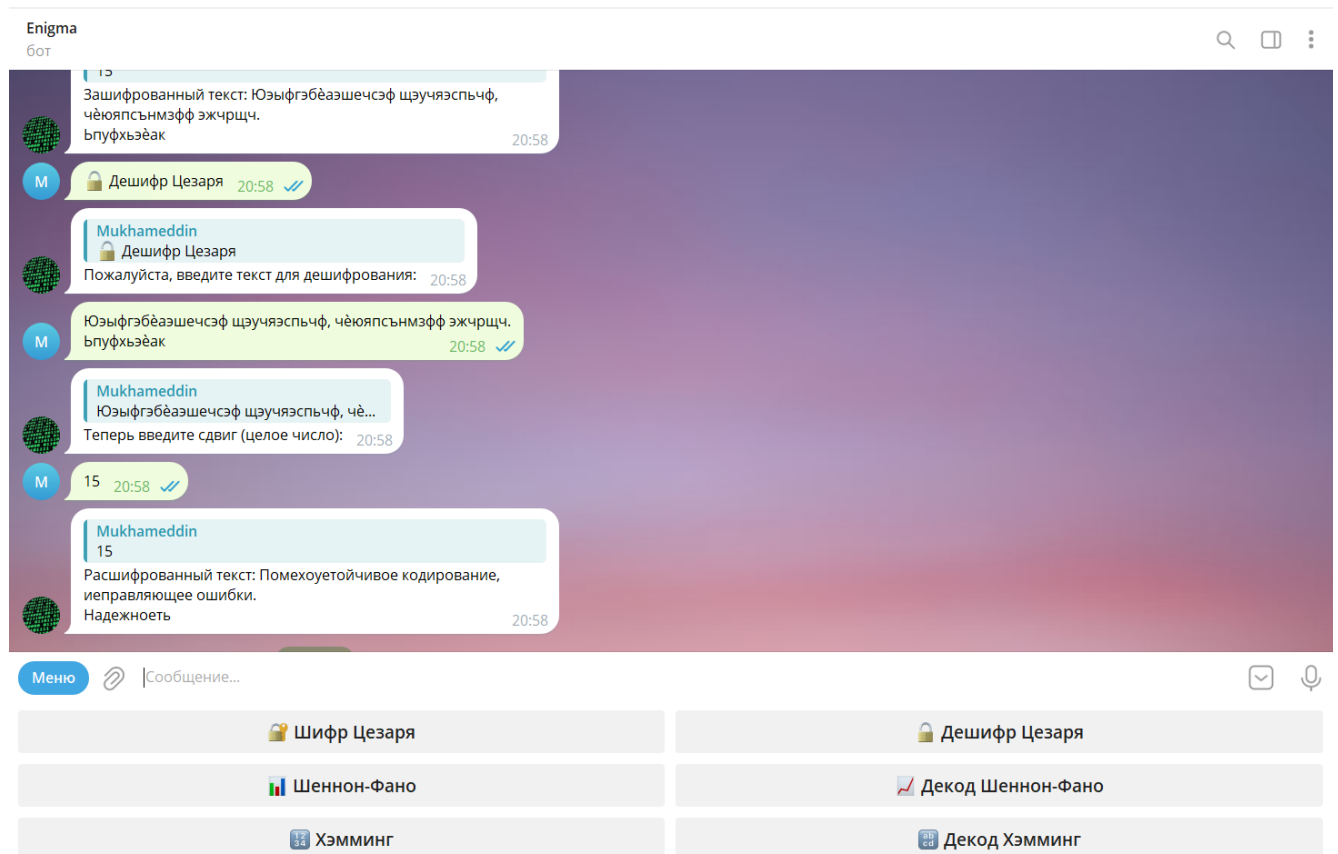 Enigma
бот
15
Зашифрованный текст: Юэыфгэбѐаэшечсэф щэучяэспьчф,
чѐюяпсънмзфф эжчрщч.
Ьпуфхьэѐак
20:58
M
Дешифр Цезаря 20:58
Mukhameddin
Дешифр Цезаря
Пожалуйста, введите текст для дешифрования: 20:58
Юэыфгэбѐаэшечсэф щэучяэспьчф, чѐюяпсънмзфф эжчрщч.
M
Ьпуфхьэѐак 20:58
Mukhameddin
Юэыфгэбѐаэшечсэф щэучяэспьчф, чѐ...
Теперь введите сдвиг (целое число): 20:58
M
15 20:58
Mukhameddin
15
Расшифрованный текст: Помехоуетойчивое кодирование,
иеправляющее ошибки.
Надежноеть
20:58
Меню
Сообщение...
Шифр Цезаря
Дешифр Цезаря
Шеннон-Фано
Декод Шеннон-Фано
Хэмминг
Декод Хэмминг